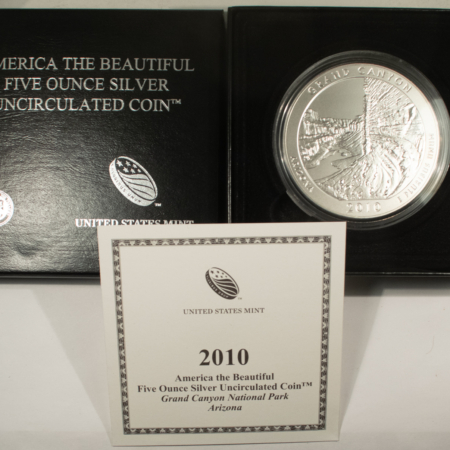 AMERICA THE BEAUTIFUL
FIVE OUNCE SILVER
UNCIRCULATED COIN™
UNITED STATES MINT
GRAND CANYON
2010
UNITED STATES MINT
2010
America the Beautiful
Five Ounce Silver Uncirculated Coin™
Grand Canyon National Park
Arizona